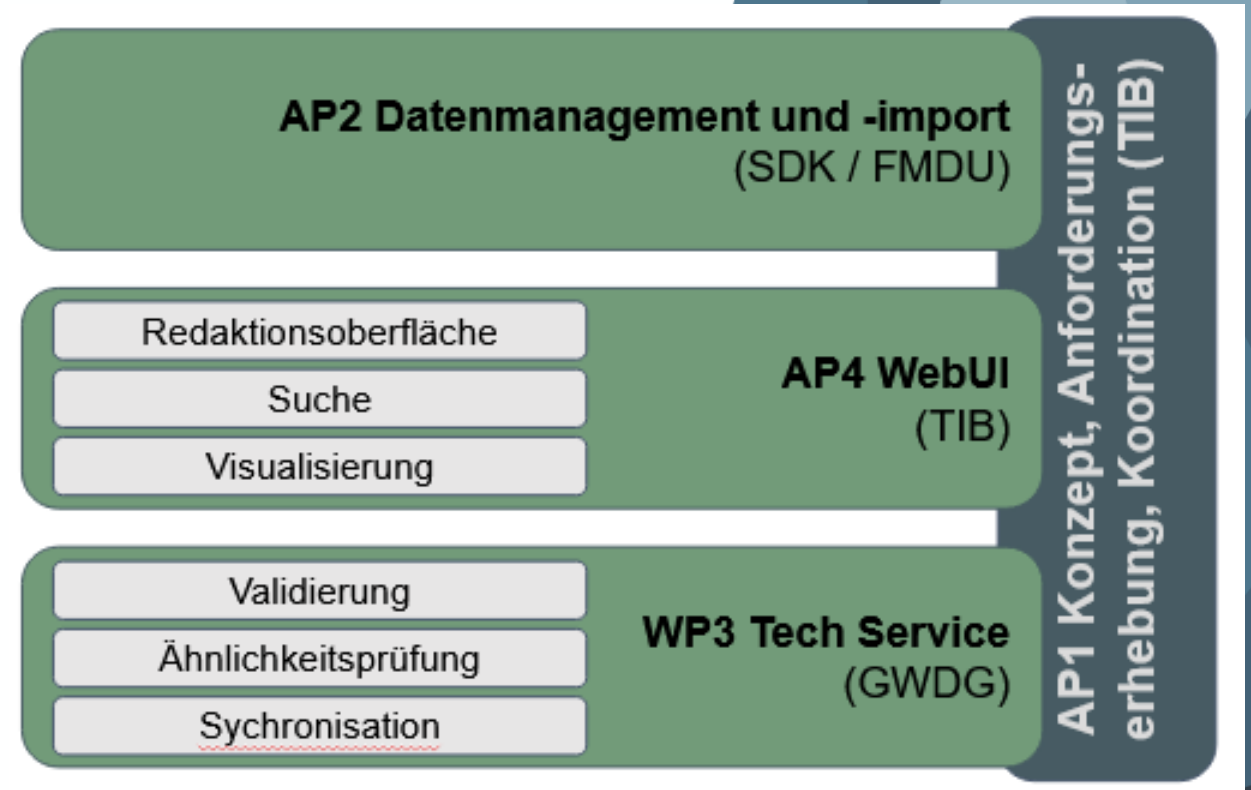 AP2 Datenmanagement und -import
(SDK / FMDU)
Redaktionsoberfläche
Suche
Visualisierung
AP4 WebUI
(TIB)
Validierung
Ähnlichkeitsprüfung
Sychronisation
WP3 Tech Service
(GWDG)
AP1 Konzept, Anforderungs-
erhebung, Koordination (TIB)